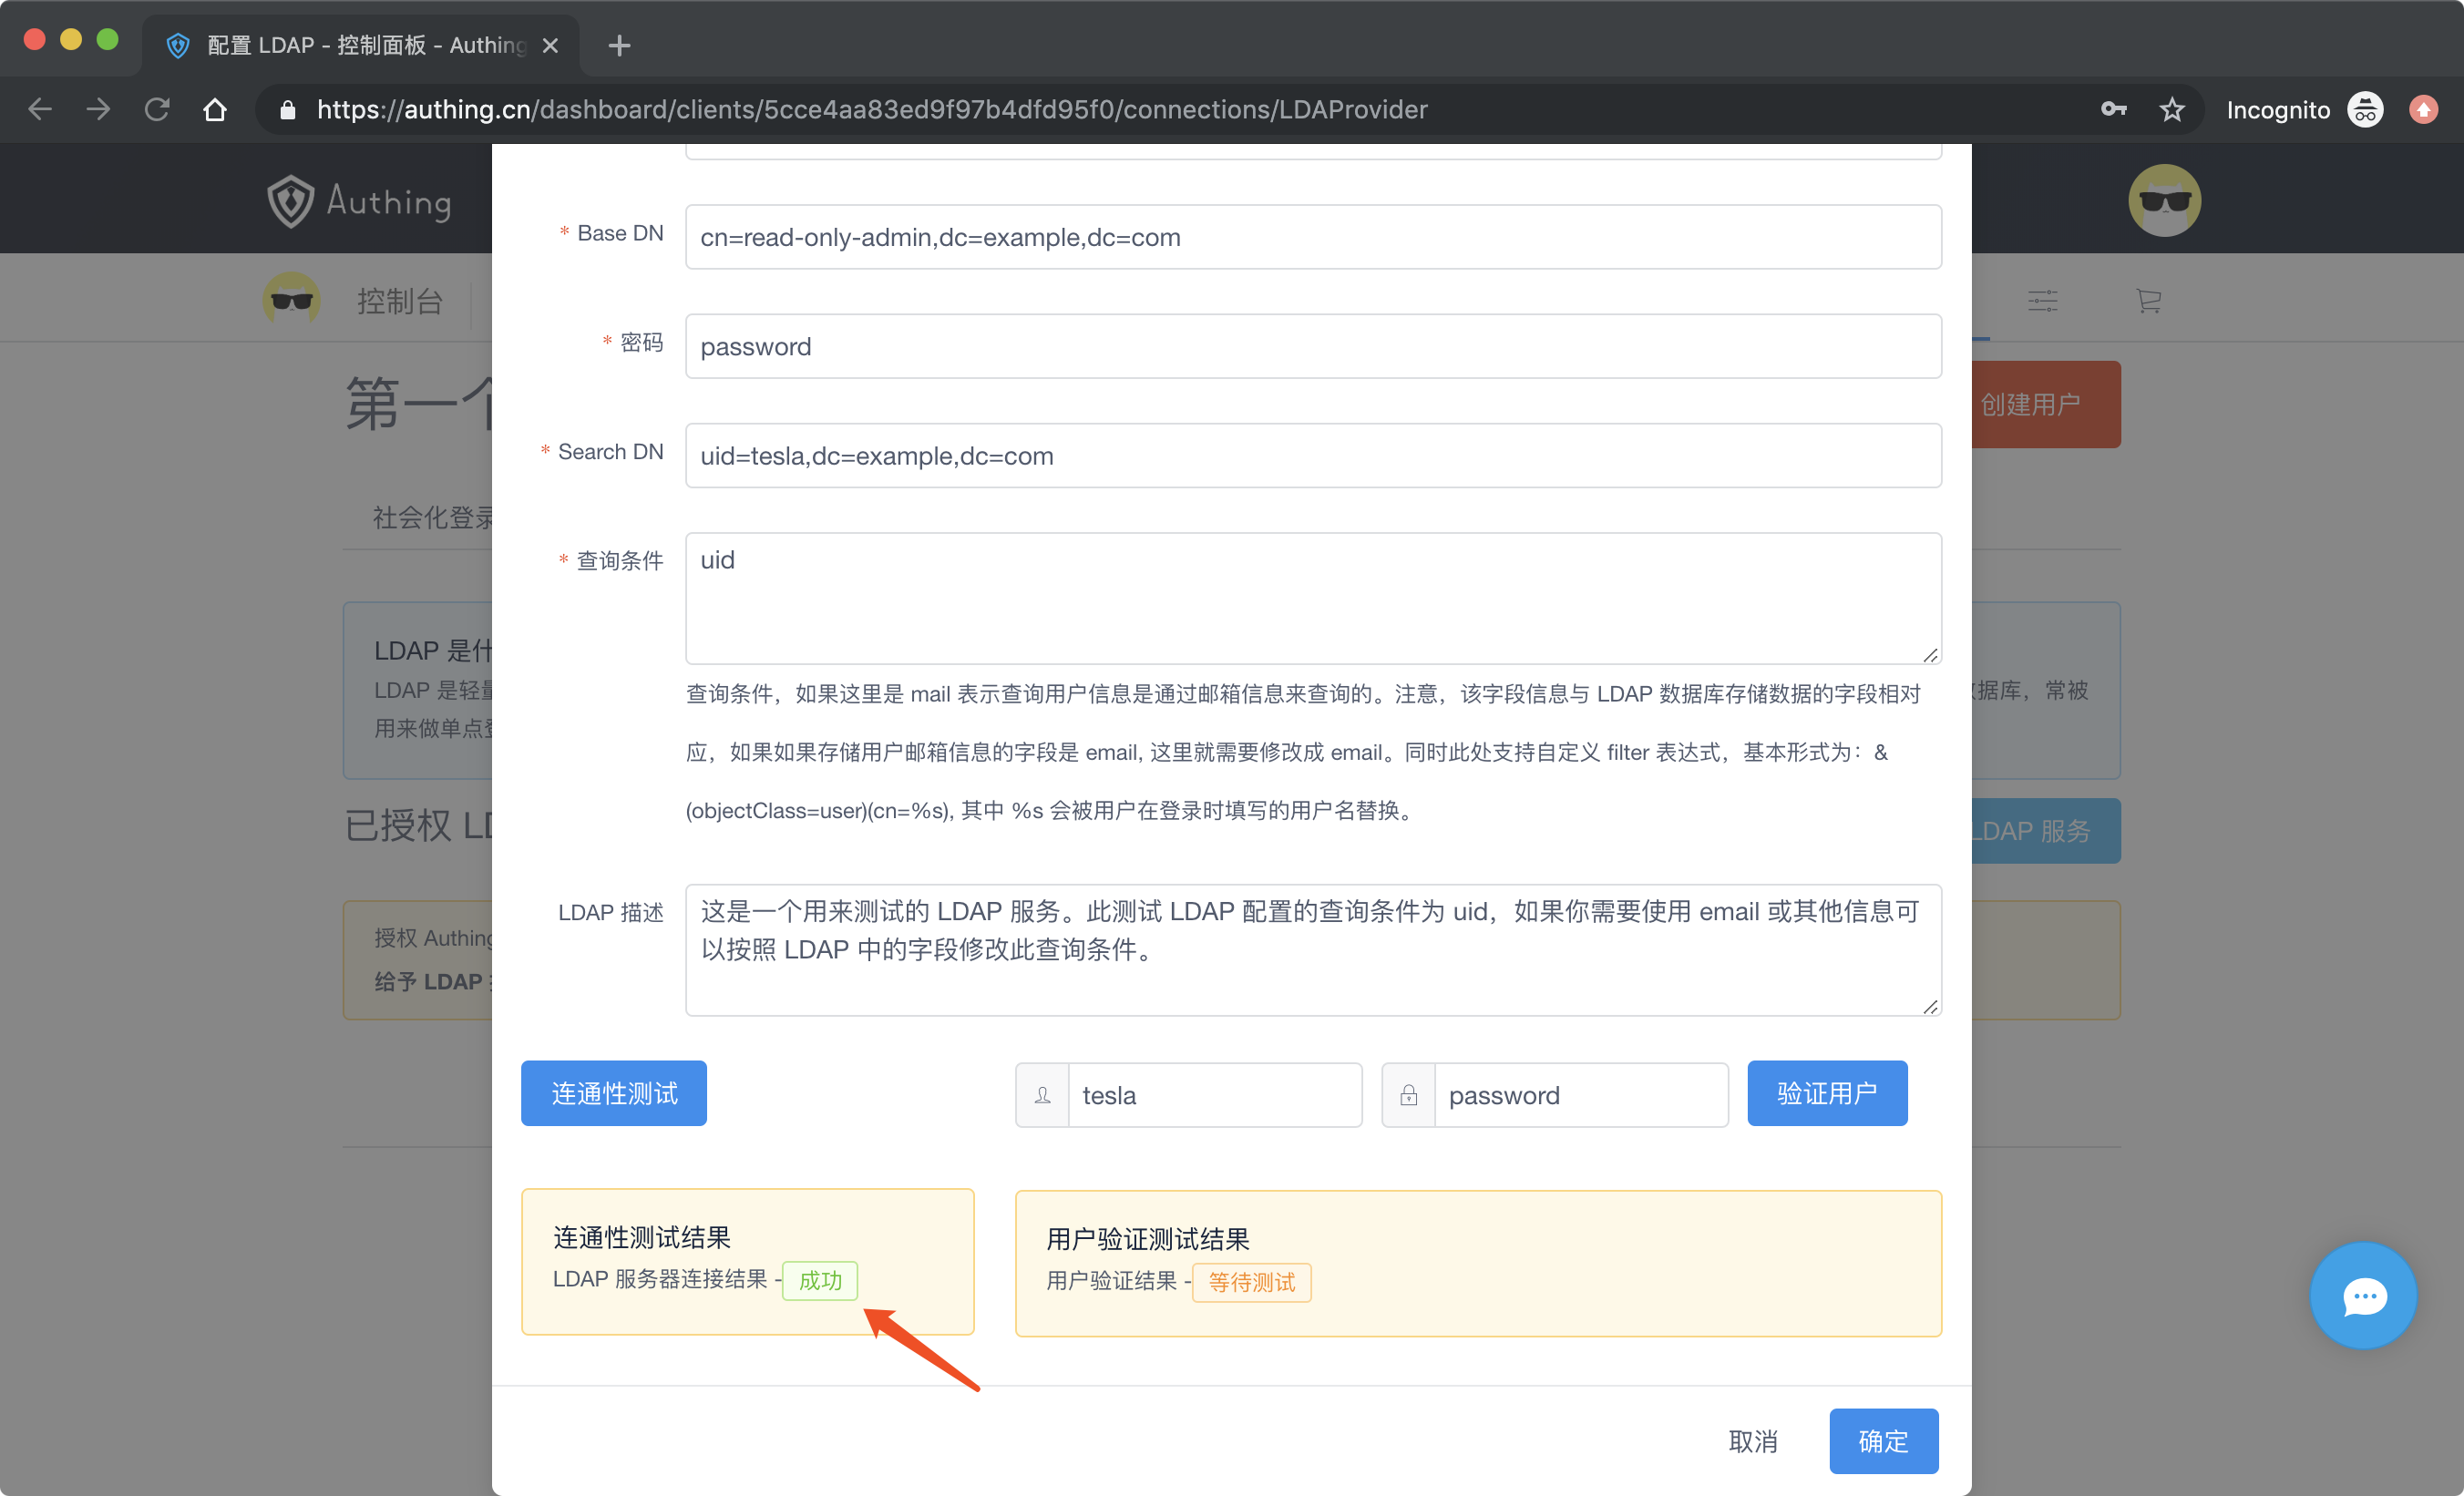 配置 LDAP - 控制面板 - Authing
https://authing.cn/dashboard/clients/5cce4aa83ed9f97b4dfd95f0/connections/LDAProvider
Incognito
Authing
控制台
第一个
创建用户
社会化登录
LDAP 是什
LDAP 是轻量
据库，常被
用来做单点登
已授权 LD
LDAP 服务
授权 Authing
给予 LDAP
* Base DN
cn=read-only-admin,dc=example,dc=com
* 密码
password
* Search DN
uid=tesla,dc=example,dc=com
* 查询条件
uid
查询条件，如果这里是 mail 表示查询用户信息是通过邮箱信息来查询的。注意，该字段信息与 LDAP 数据库存储数据的字段相对
应，如果如果存储用户邮箱信息的字段是 email, 这里就需要修改成 email。同时此处支持自定义 filter 表达式，基本形式为：&
(objectClass=user)(cn=%s), 其中 %s 会被用户在登录时填写的用户名替换。
LDAP 描述
这是一个用来测试的 LDAP 服务。此测试 LDAP 配置的查询条件为 uid，如果你需要使用 email 或其他信息可
以按照 LDAP 中的字段修改此查询条件。
连通性测试
tesla
password
验证用户
连通性测试结果
LDAP 服务器连接结果 - 成功
用户验证测试结果
用户验证结果 - 等待测试
取消
确定